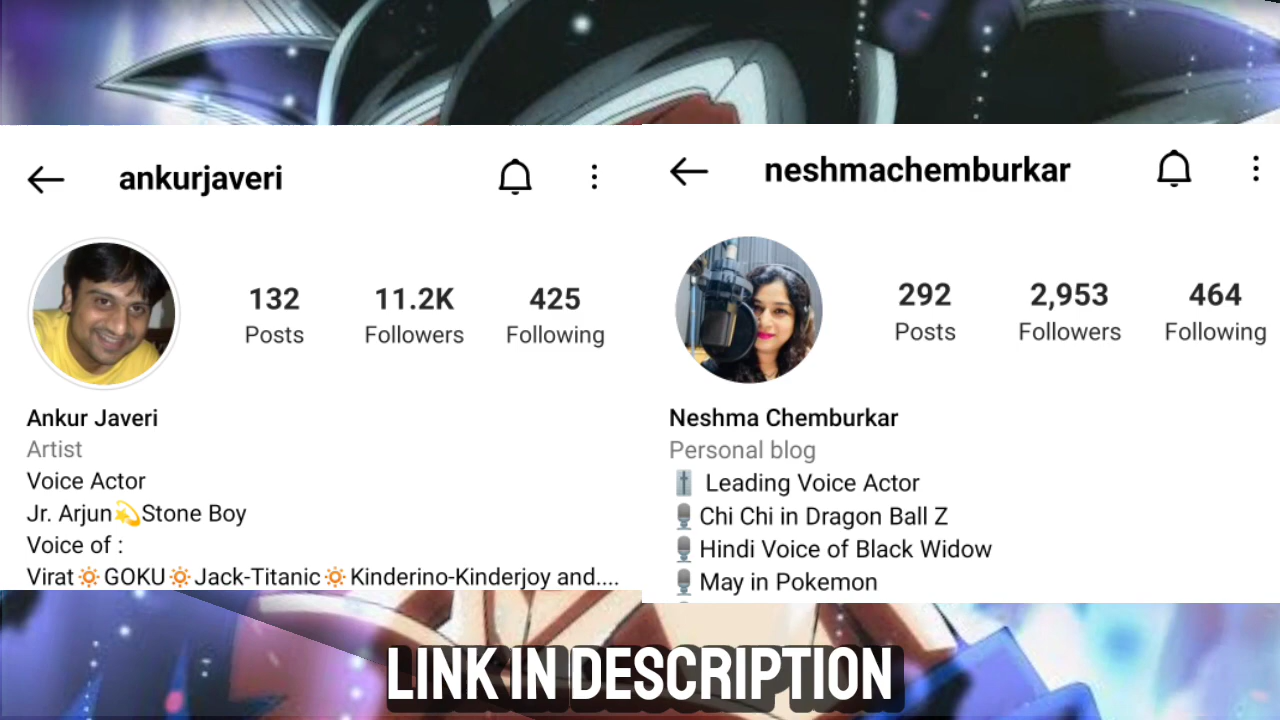 ankurjaveri
132 11.2K 425
Posts Followers Following
Ankur Javeri
Artist
Voice Actor
Jr. Arjun💫Stone Boy
Voice of :
Virat🔅GOKU🔅Jack-Titanic🔅Kinderino-Kinderjoy and....
neshmachemburkar
292 2,953 464
Posts Followers Following
Neshma Chemburkar
Personal blog
🎚️ Leading Voice Actor
🎙️Chi Chi in Dragon Ball Z
🎙️Hindi Voice of Black Widow
🎙️May in Pokemon
LINK IN DESCRIPTION